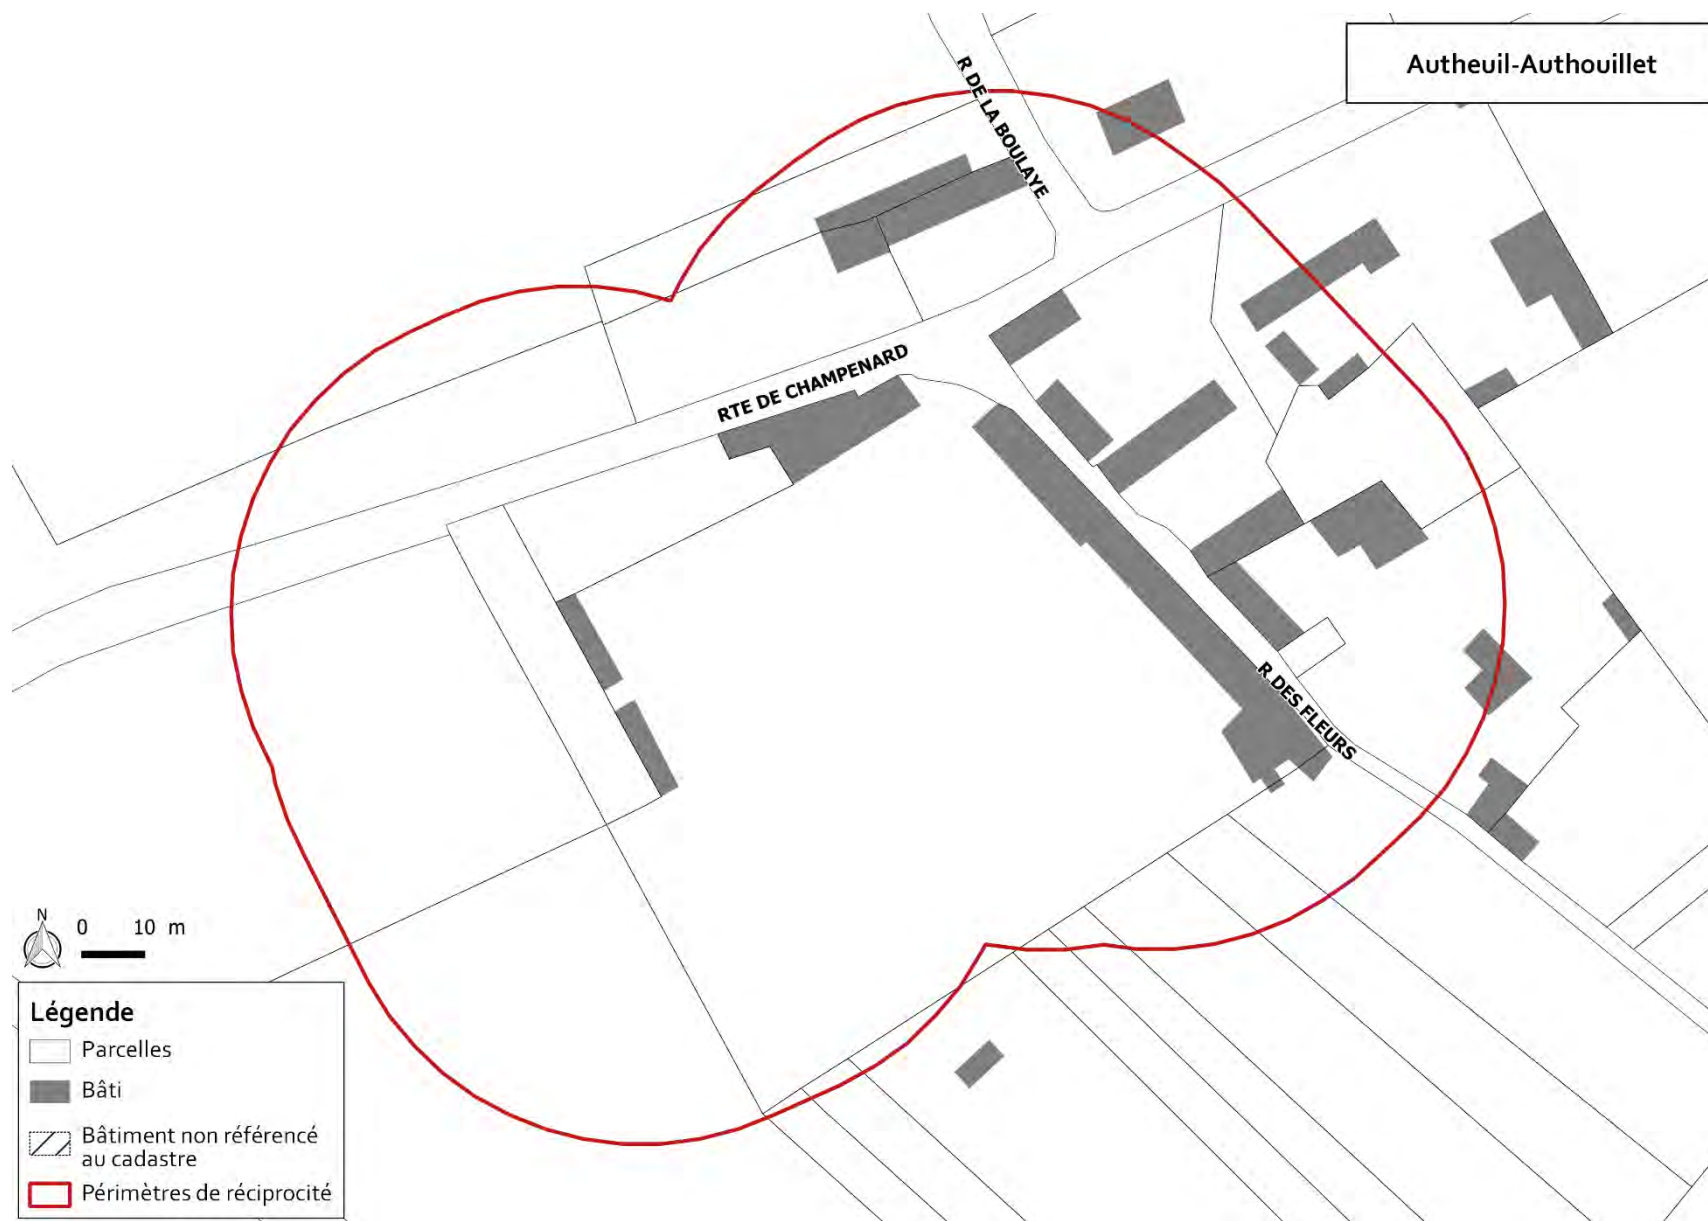 Autheuil-Authouillet
R DE LA BOULAYE
RTE DE CHAMPENARD
R DES FLEURS
N
0 10 m
Légende
Parcelles
Bâti
Bâtiment non référencé
au cadastre
Périmètres de réciprocité